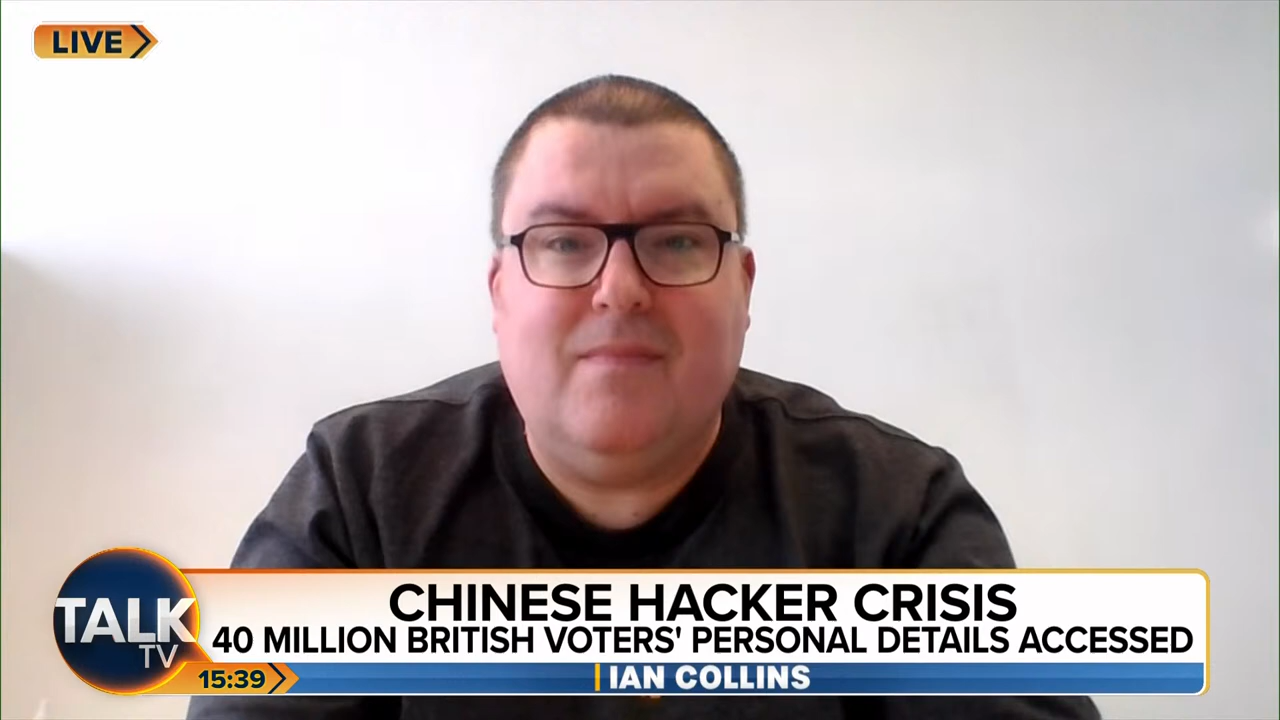 LIVE
CHINESE HACKER CRISIS
40 MILLION BRITISH VOTERS' PERSONAL DETAILS ACCESSED
TALK
TV
15:39
IAN COLLINS